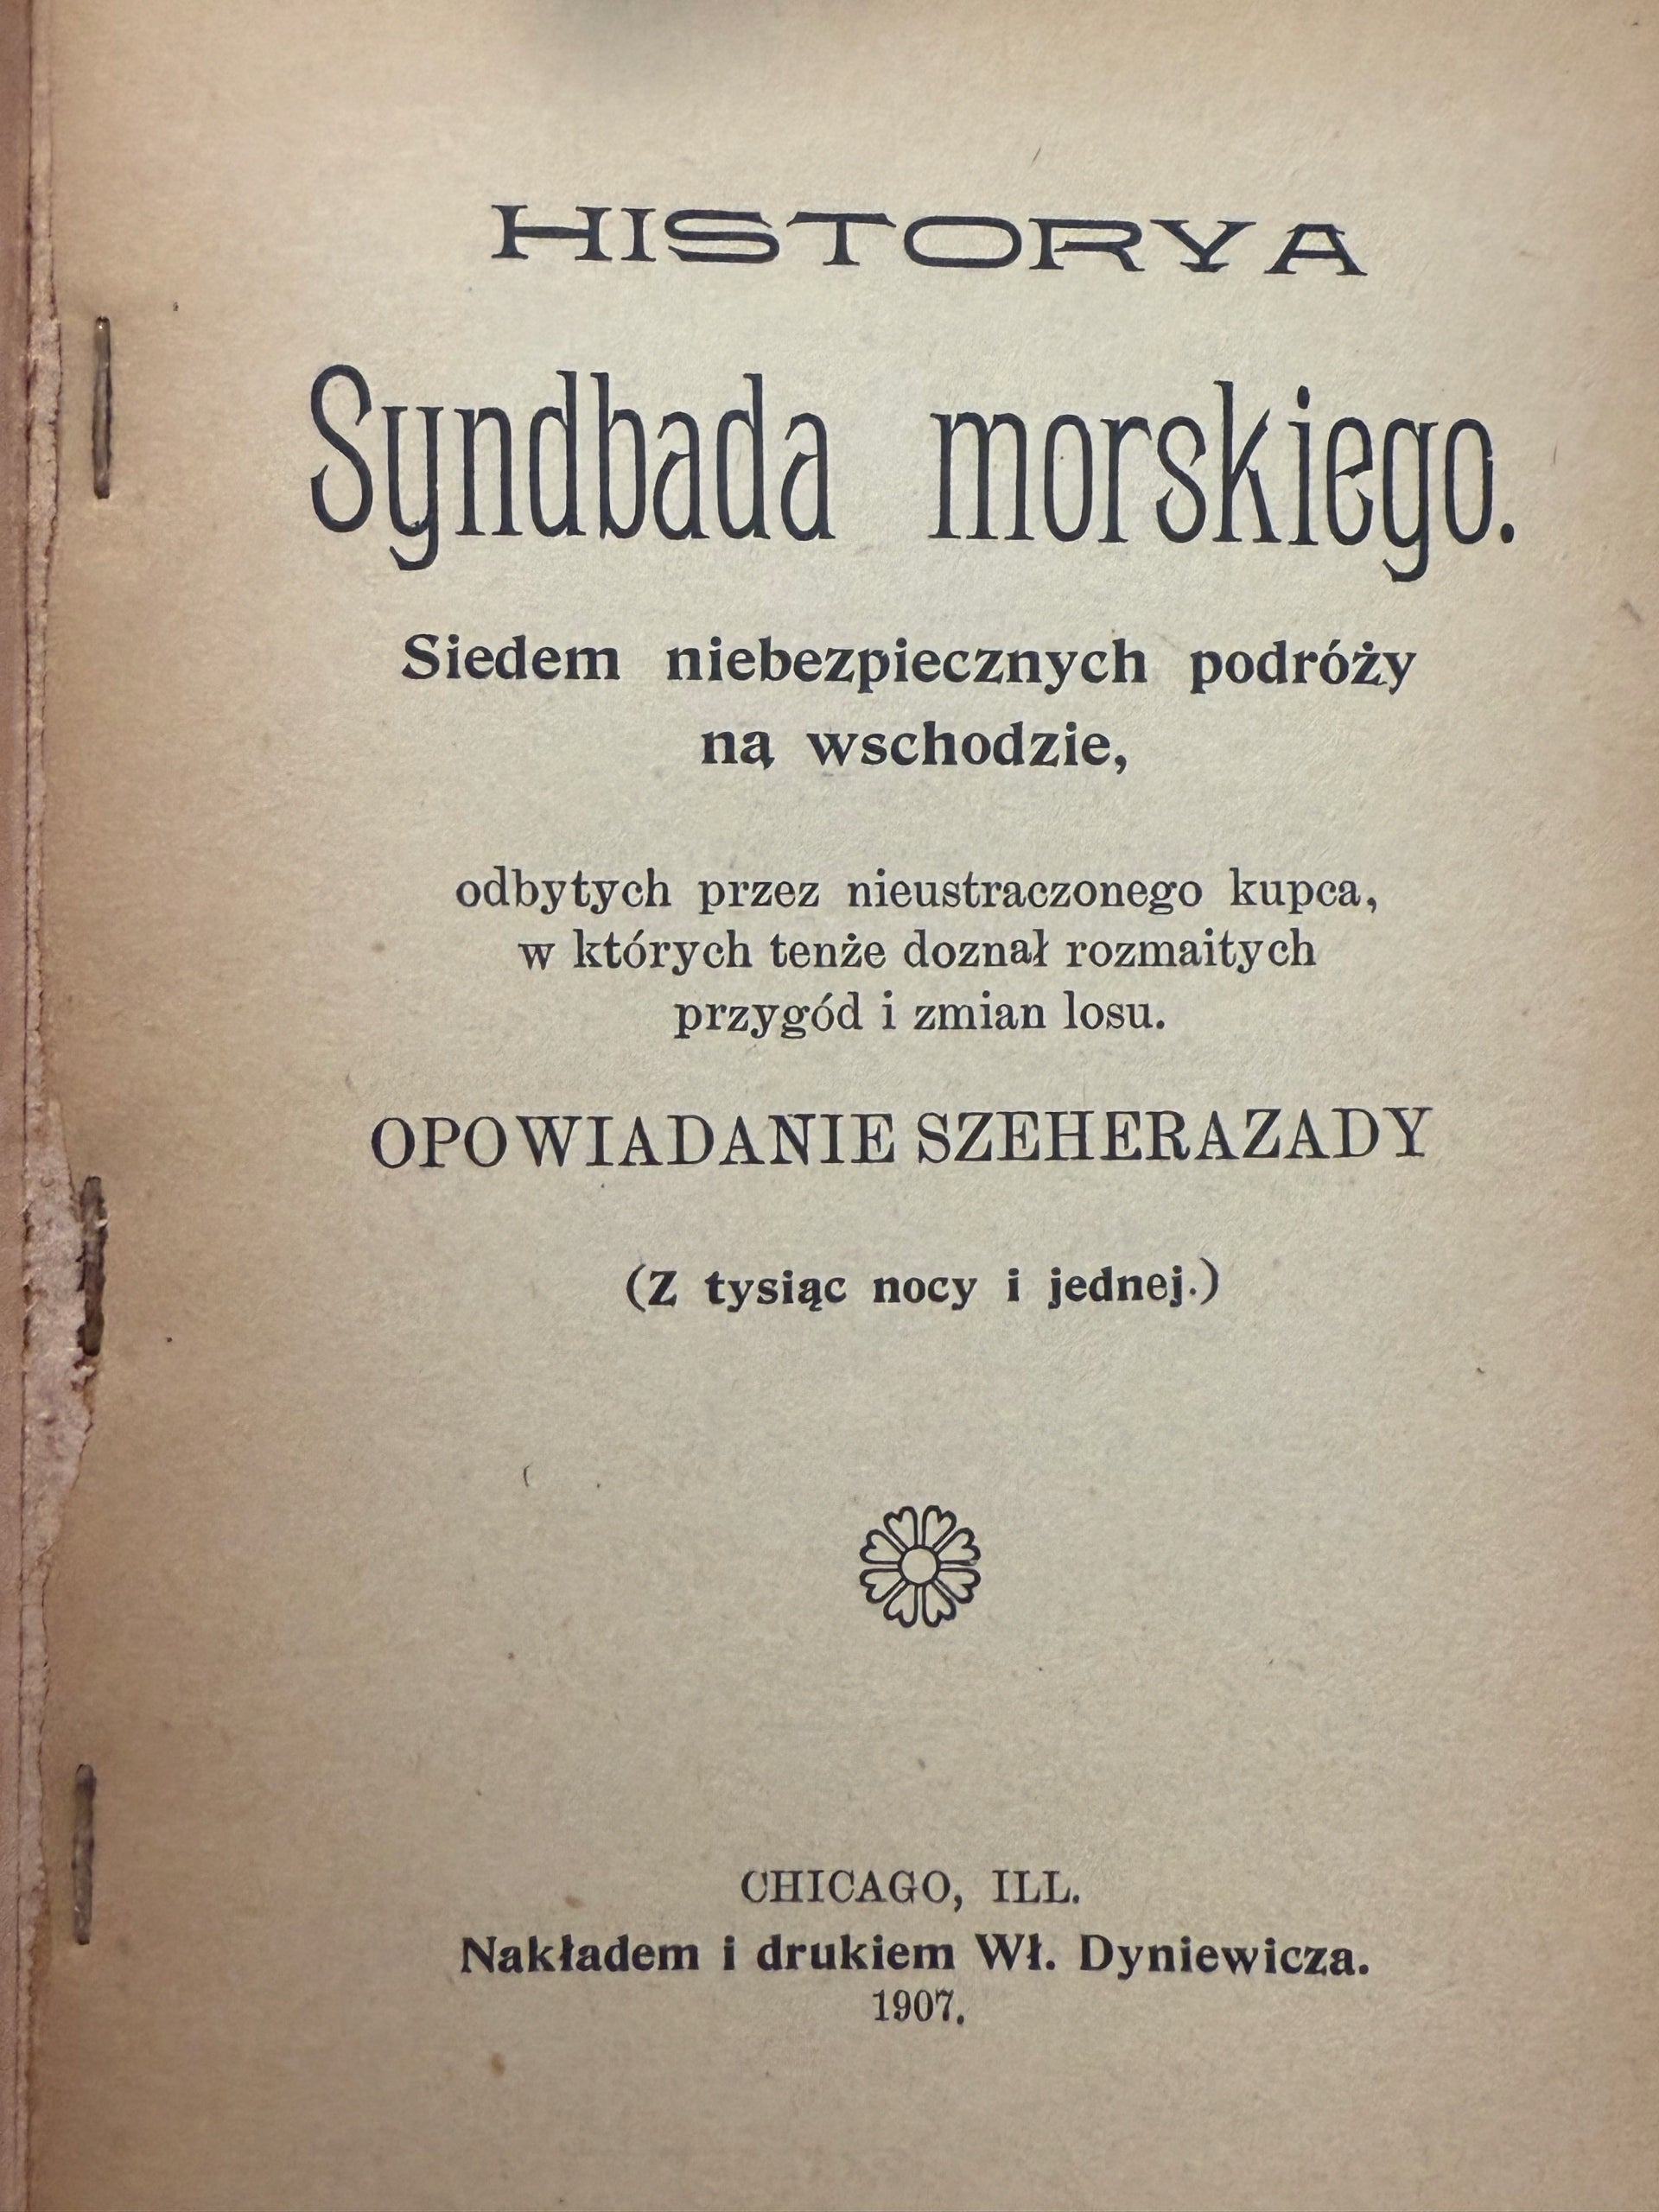 HISTORYA
Syndbada morskiego.
Siedem niebezpiecznych podróży
ną wschodzie,
odbytych przez nieustraczonego kupca,
w których tenże doznał rozmaitych
przygód i zmian losu.
OPOWIADANIE SZEHERAZADY
(Z tysiąc nocy i jednej.)
CHICAGO, ILL.
Nakładem i drukiem Wł. Dyniewicza.
1907.